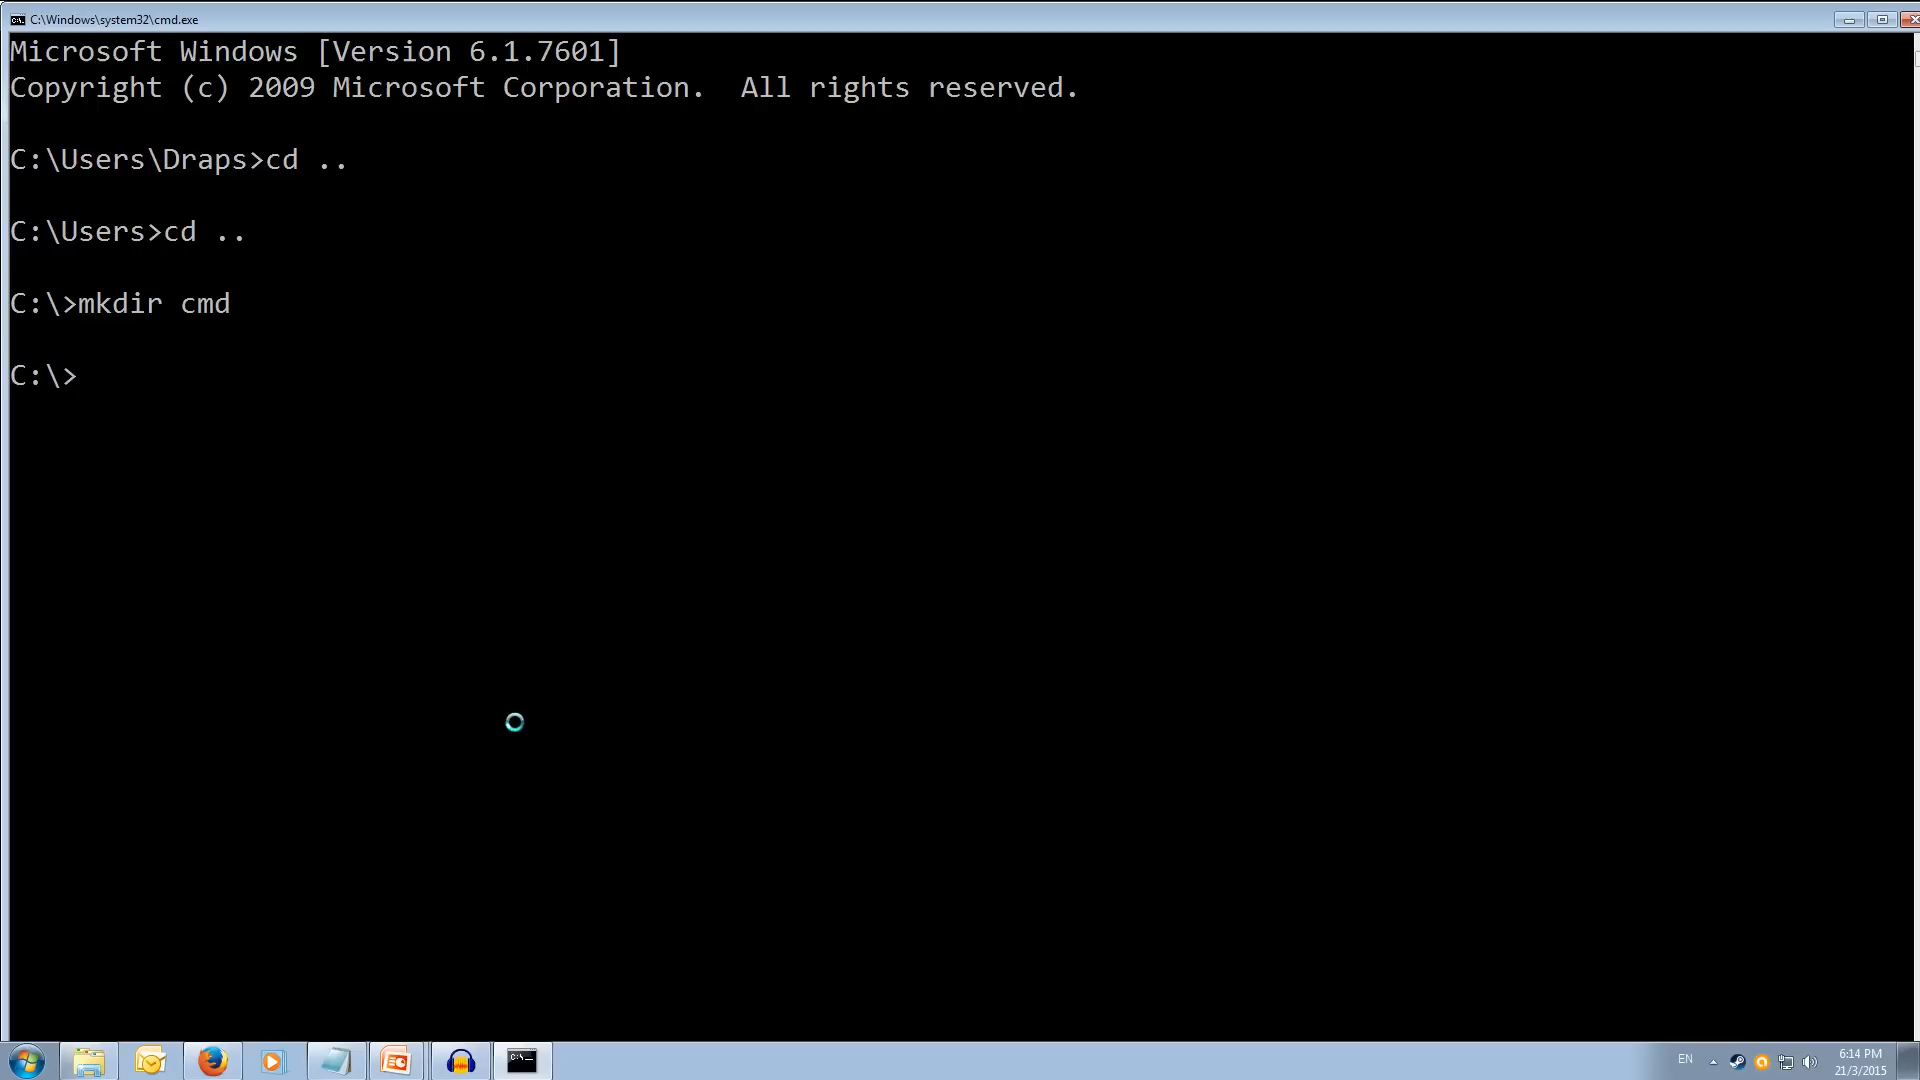 C:\Windows\system32\cmd.exe
Microsoft Windows [Version 6.1.7601]
Copyright (c) 2009 Microsoft Corporation.  All rights reserved.
C:\Users\Draps>cd ..
C:\Users>cd ..
C:\>mkdir cmd
C:\>
EN
6:14 PM
21/3/2015